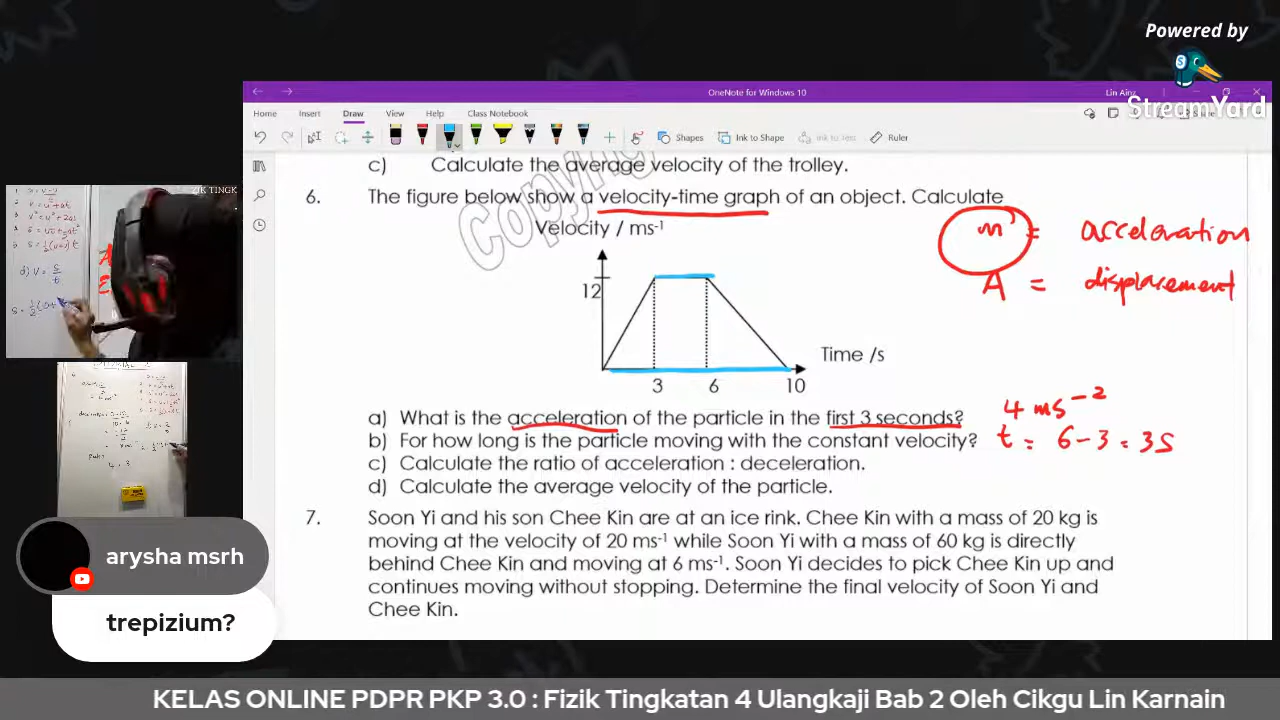 Powered by
StreamYard
OneNote for Windows 10
Lin Ainz
Home Insert Draw View Help Class Notebook
Shapes Ink to Shape Ink to Text Ruler
c) Calculate the average velocity of the trolley.
6. The figure below show a velocity-time graph of an object. Calculate
Velocity / ms⁻¹
12
Time /s
3 6 10
m = acceleration
A = displacement
a) What is the acceleration of the particle in the first 3 seconds? 4 ms⁻²
b) For how long is the particle moving with the constant velocity? t = 6 - 3 = 3s
c) Calculate the ratio of acceleration : deceleration.
d) Calculate the average velocity of the particle.
7. Soon Yi and his son Chee Kin are at an ice rink. Chee Kin with a mass of 20 kg is
moving at the velocity of 20 ms⁻¹ while Soon Yi with a mass of 60 kg is directly
behind Chee Kin and moving at 6 ms⁻¹. Soon Yi decides to pick Chee Kin up and
continues moving without stopping. Determine the final velocity of Soon Yi and
Chee Kin.
ZIK TINGK
d) V = s/t
arysha msrh
trepizium?
KELAS ONLINE PDPR PKP 3.0 : Fizik Tingkatan 4 Ulangkaji Bab 2 Oleh Cikgu Lin Karnain